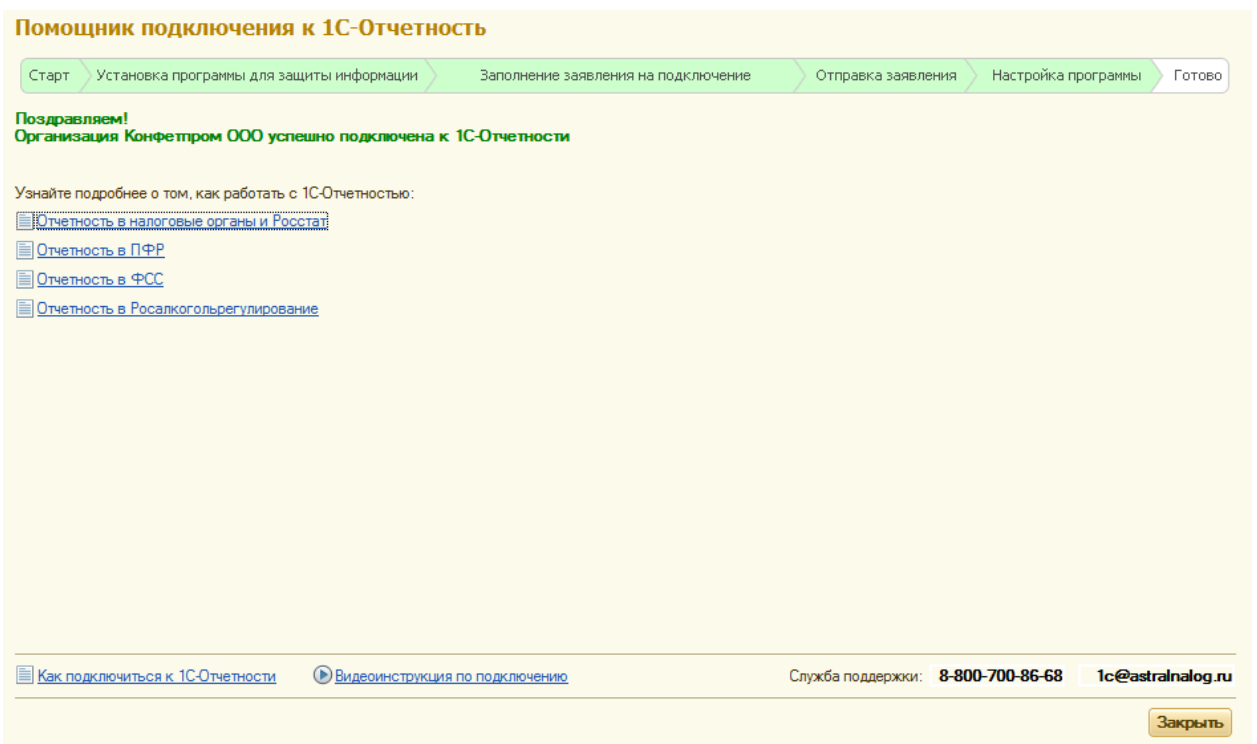 Помощник подключения к 1С-Отчетность
Старт Установка программы для защиты информации Заполнение заявления на подключение Отправка заявления Настройка программы Готово
Поздравляем!
Организация Конфетпром ООО успешно подключена к 1С-Отчетности
Узнайте подробнее о том, как работать с 1С-Отчетностью:
Отчетность в налоговые органы и Росстат
Отчетность в ПФР
Отчетность в ФСС
Отчетность в Росалкогольрегулирование
Как подключиться к 1С-Отчетности Видеоинструкция по подключению Служба поддержки: 8-800-700-86-68 1c@astralnalog.ru
Закрыть